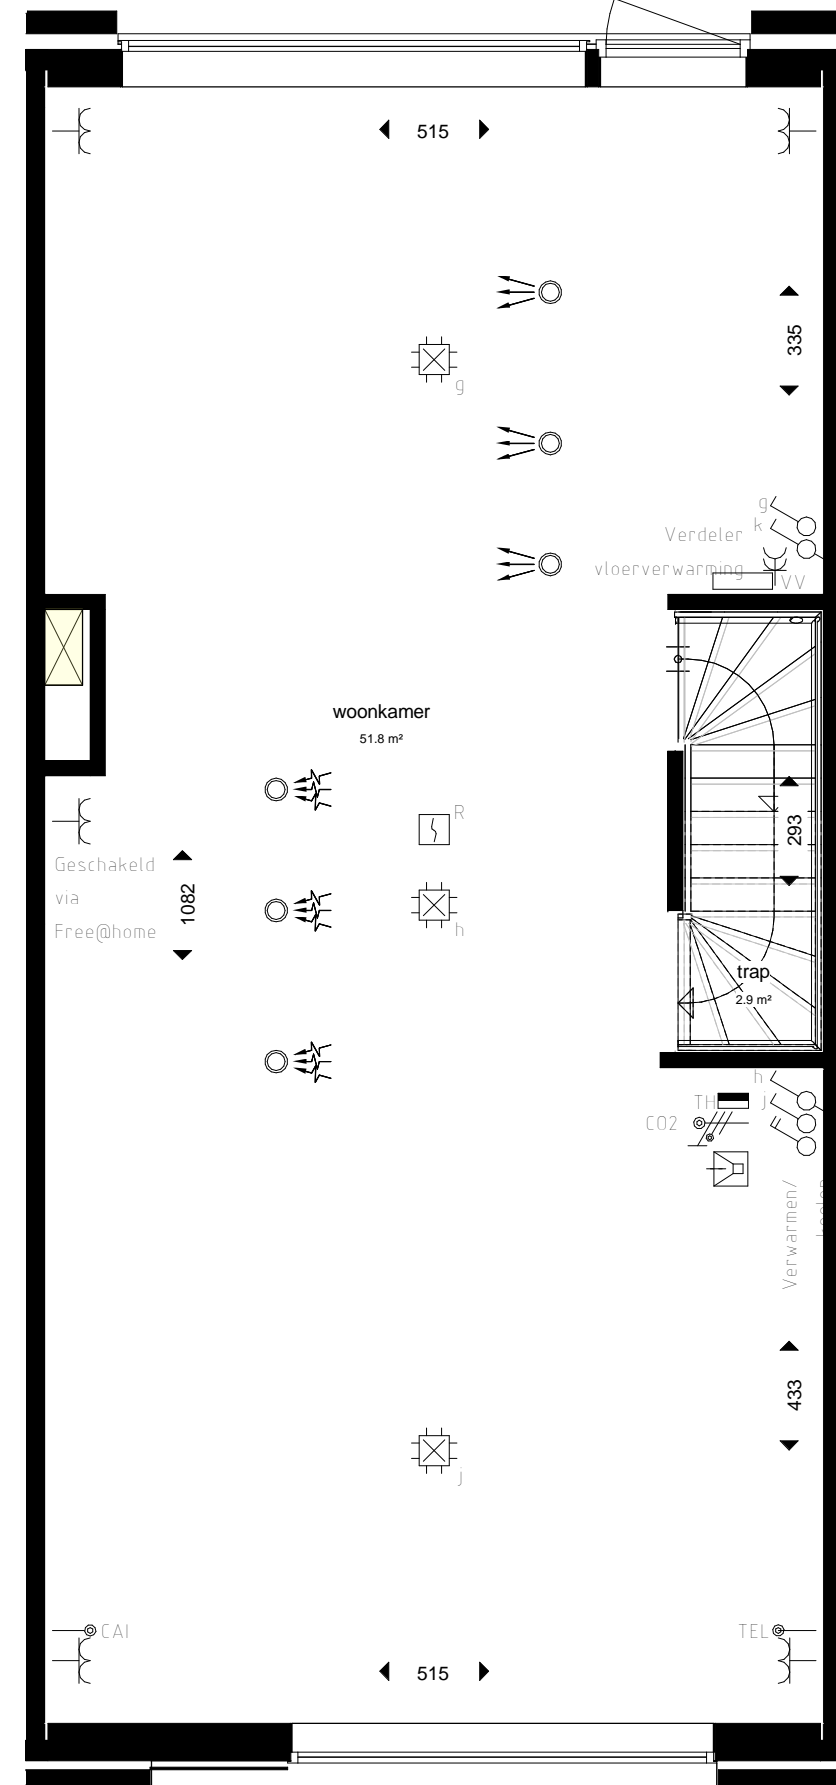 515
335
g
g
k
Verdeler
vloerverwarming
VV
woonkamer
51.8 m²
R
293
Geschakeld
via
Free@home
1082
h
trap
2.9 m²
h
TH
j
CO2
Verwarmen/
433
j
CAI
TEL
515